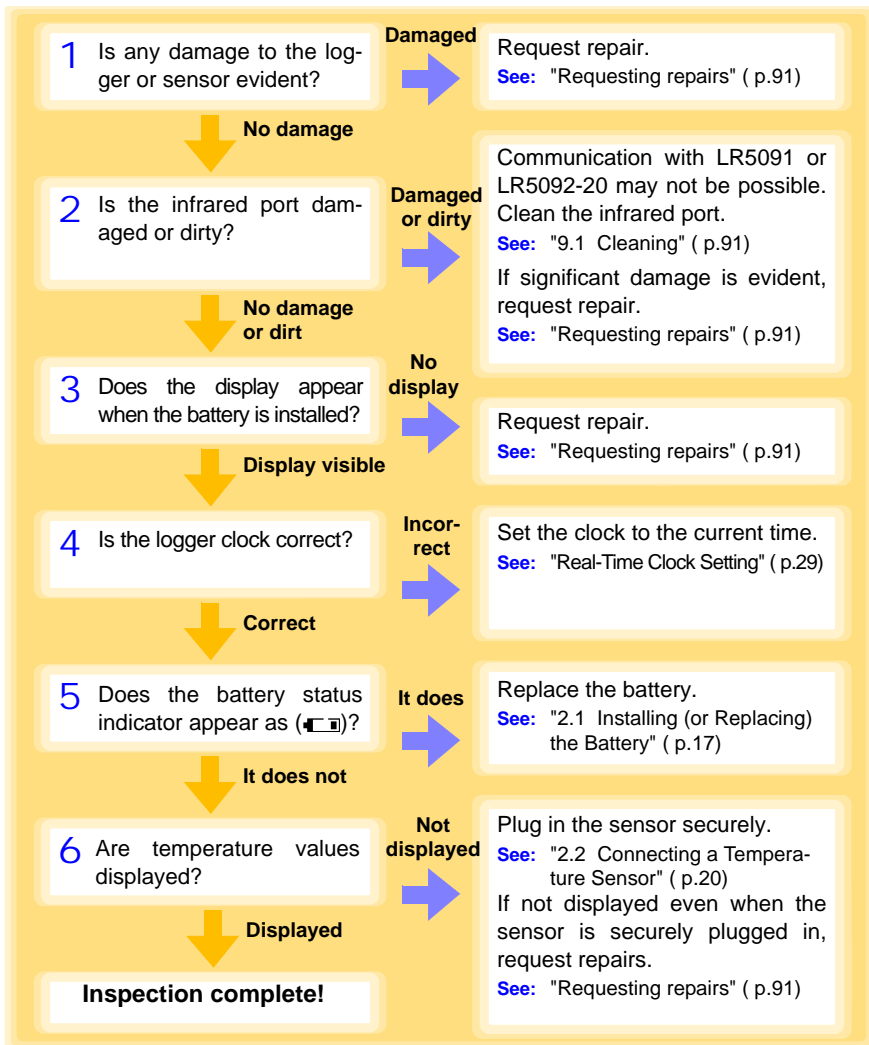 1 Is any damage to the log-
ger or sensor evident?
Damaged
Request repair.
See: "Requesting repairs" ( p.91)
No damage
2 Is the infrared port dam-
aged or dirty?
Damaged
or dirty
Communication with LR5091 or
LR5092-20 may not be possible.
Clean the infrared port.
See: "9.1 Cleaning" ( p.91)
If significant damage is evident,
request repair.
See: "Requesting repairs" ( p.91)
No damage
or dirt
3 Does the display appear
when the battery is installed?
No
display
Request repair.
See: "Requesting repairs" ( p.91)
Display visible
4 Is the logger clock correct?
Incor-
rect
Set the clock to the current time.
See: "Real-Time Clock Setting" ( p.29)
Correct
5 Does the battery status
indicator appear as ( )?
It does
Replace the battery.
See: "2.1 Installing (or Replacing)
the Battery" ( p.17)
It does not
6 Are temperature values
displayed?
Not
displayed
Plug in the sensor securely.
See: "2.2 Connecting a Tempera-
ture Sensor" ( p.20)
If not displayed even when the
sensor is securely plugged in,
request repairs.
See: "Requesting repairs" ( p.91)
Displayed
Inspection complete!